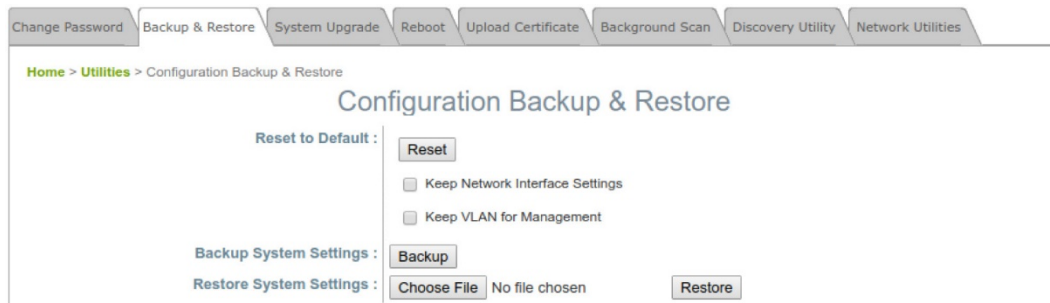 Change Password Backup & Restore System Upgrade Reboot Upload Certificate Background Scan Discovery Utility Network Utilities
Home > Utilities > Configuration Backup & Restore
Configuration Backup & Restore
Reset to Default : Reset
Keep Network Interface Settings
Keep VLAN for Management
Backup System Settings : Backup
Restore System Settings : Choose File No file chosen Restore